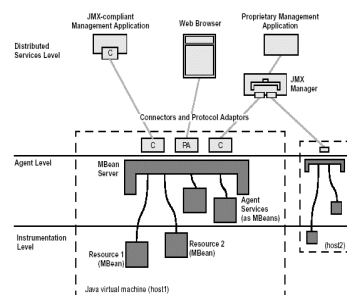 JMX-compliant
Management Application
Web Browser
Proprietary Management
Application
Distributed
Services Level
C
JMX
Manager
Connectors and Protocol Adaptors
C
PA
C
Agent Level
MBean
Server
Agent
Services
(as MBeans)
Instrumentation
Level
Resource 1
(MBean)
Resource 2
(MBean)
(host2)
Java virtual machine (host1)